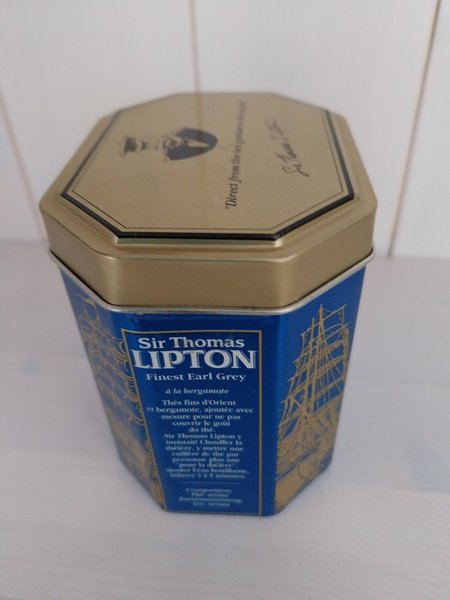 "Direct from the tea gardens to the teapot"
Sir Thomas
LIPTON
Finest Earl Grey
à la bergamote
Thés fins d'Orient
et bergamote, ajoutée avec
mesure pour ne pas
couvrir le goût
du thé.
Sir Thomas Lipton y
insistait! Chauffer la
théière, y mettre une
cuillère de thé par
personne plus une
"pour la théière",
ajouter l'eau bouillante,
infuser 3 à 5 minutes.
Composition.